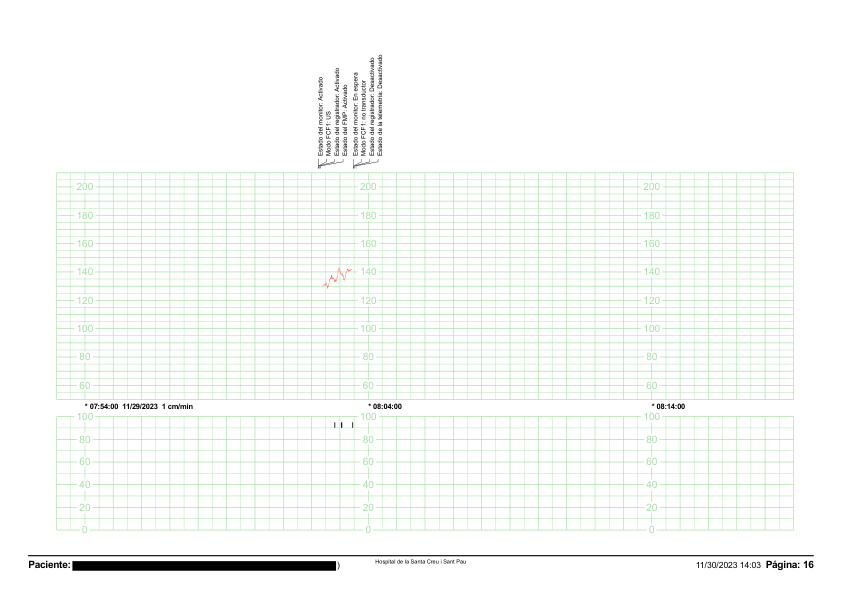 Estado del monitor: Activado
Modo FCF1: US
Estado del registrador: Activado
Estado del FMP: Activado
Estado del monitor: En espera
Modo FCF1: no transductor
Estado del registrador: Desactivado
Estado de la telemetría: Desactivado
200 200 200
180 180 180
160 160 160
140 140 140
120 120 120
100 100 100
80 80 80
60 60 60
* 07:54:00 11/29/2023 1 cm/min * 08:04:00 * 08:14:00
100 100 100
80 80 80
60 60 60
40 40 40
20 20 20
0 0 0
Paciente: ) Hospital de la Santa Creu i Sant Pau 11/30/2023 14:03 Página: 16